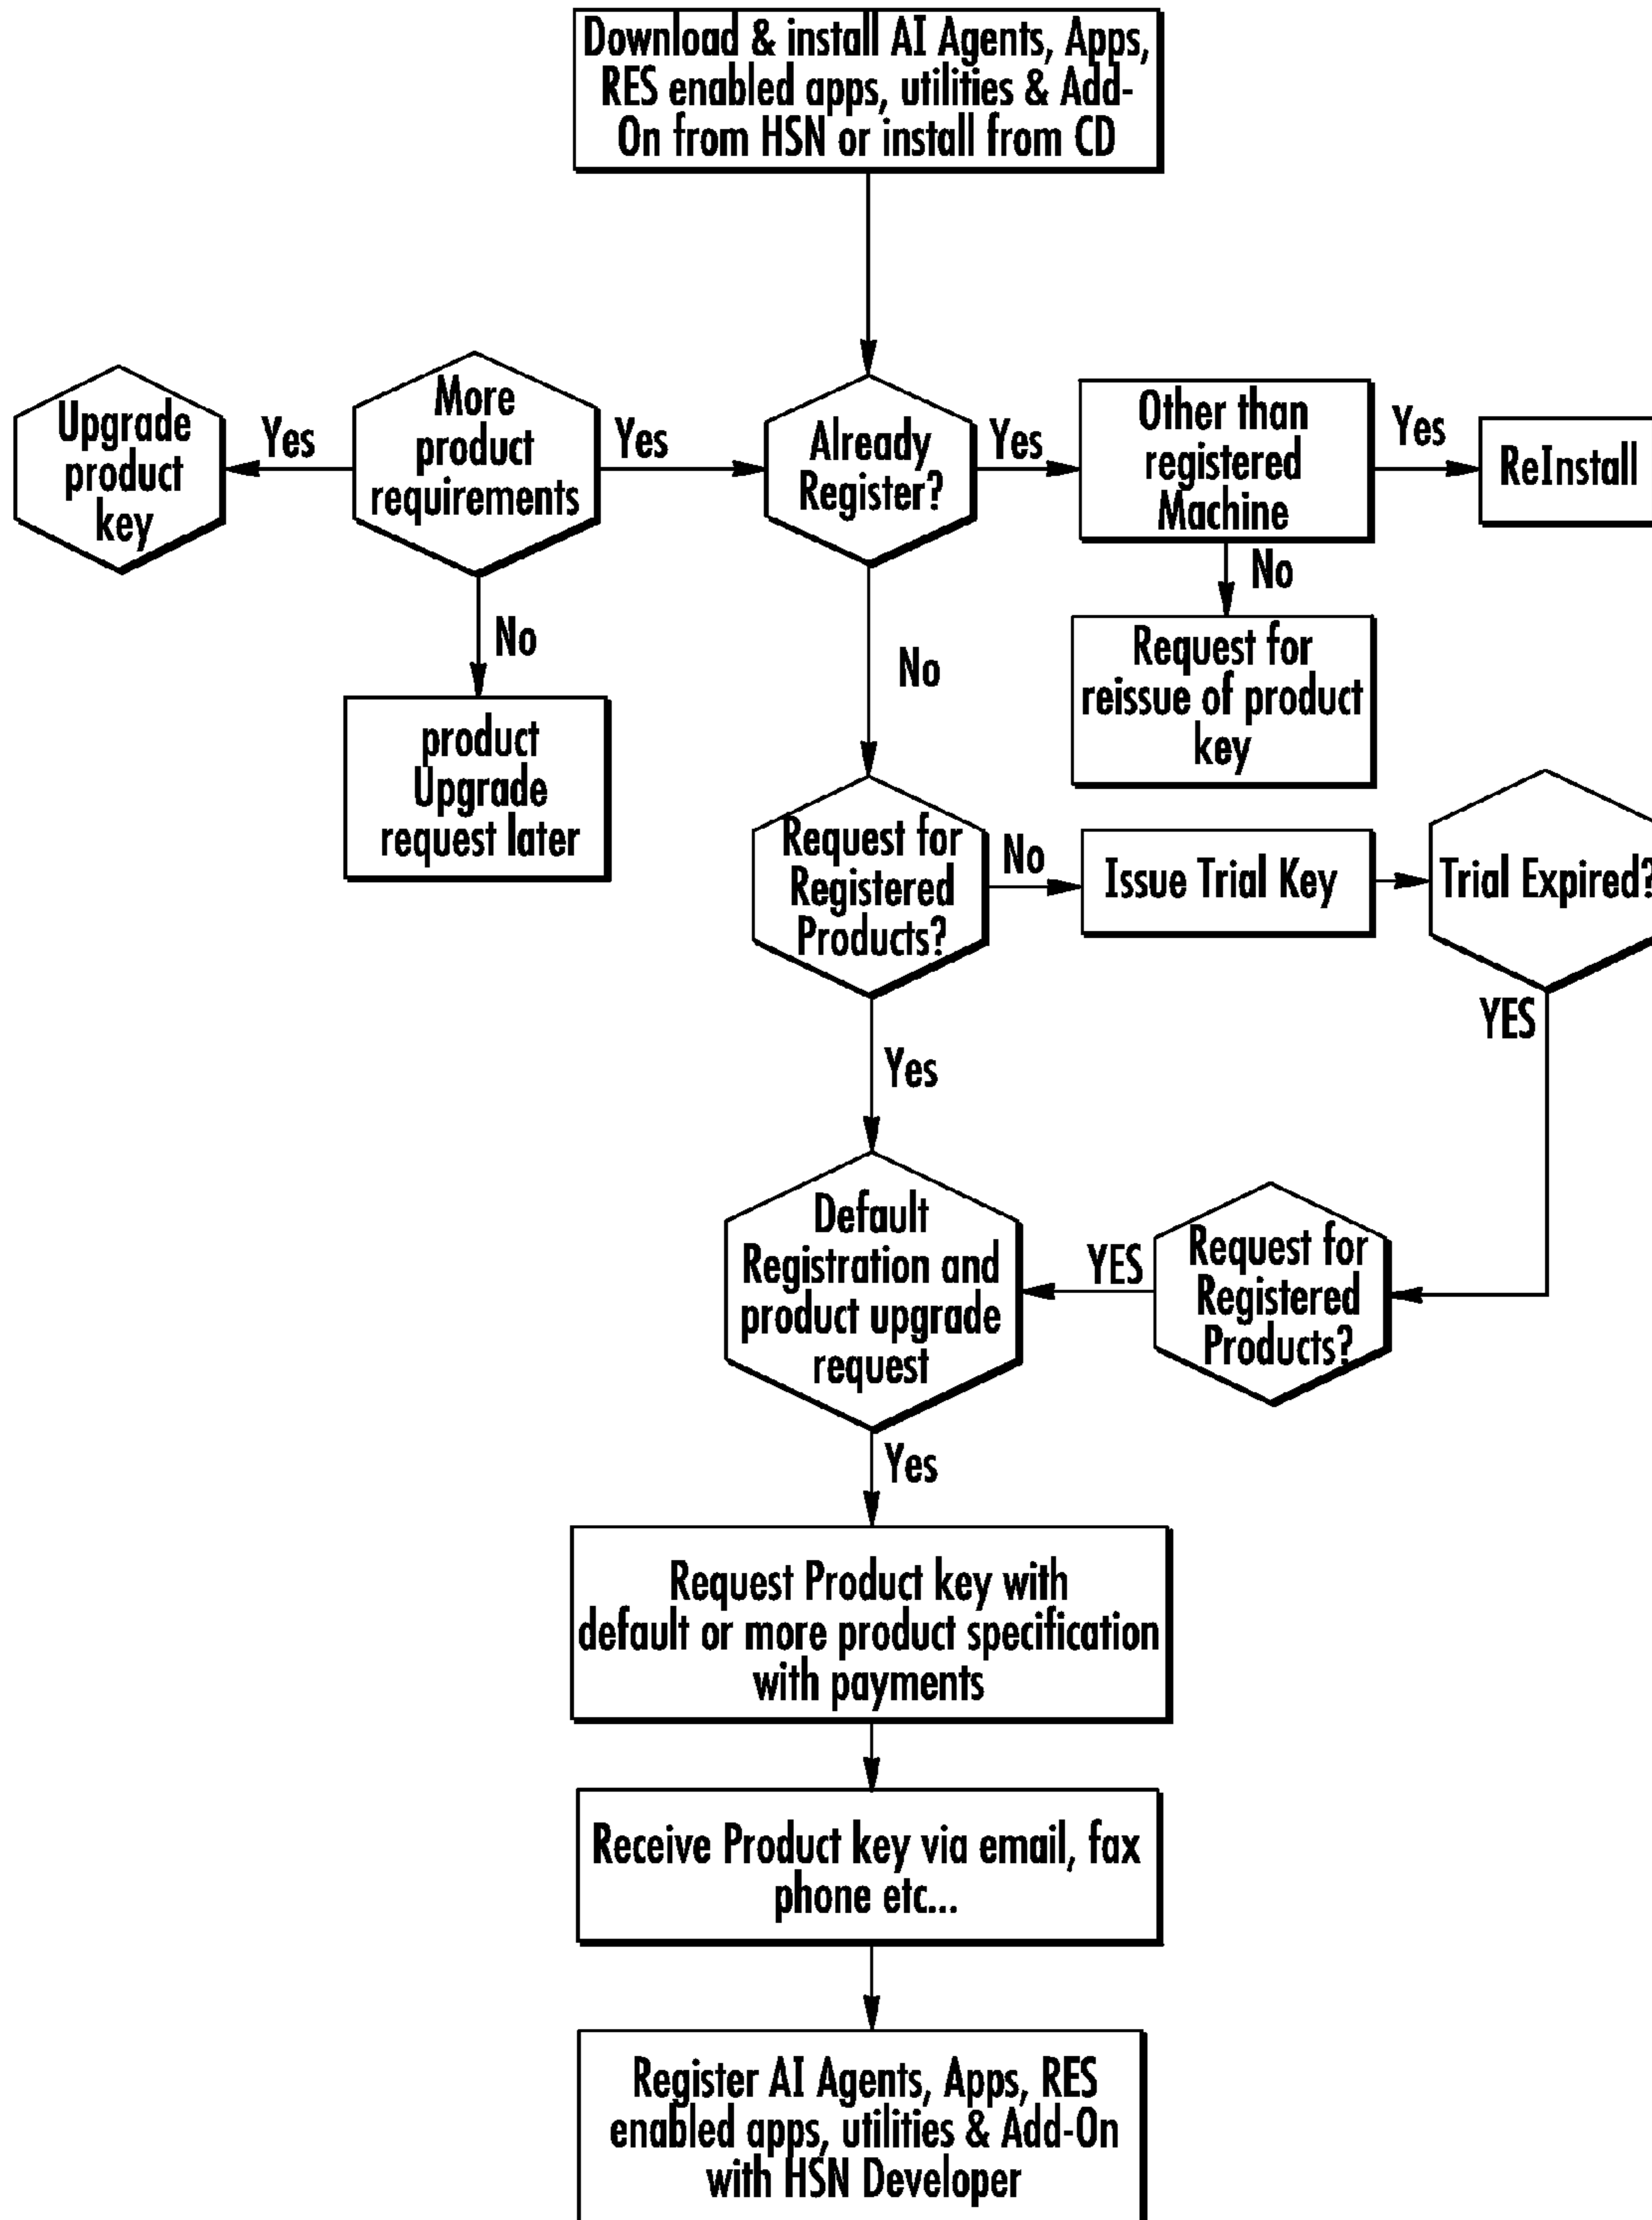 Download & install AI Agents, Apps,
RES enabled apps, utilities & Add-
On from HSN or install from CD
Upgrade
product
key
Yes
More
product
requirements
Yes
Already
Register?
Yes
Other than
registered
Machine
Yes
ReInstall
No
product
Upgrade
request later
No
No
Request for
reissue of product
key
Request for
Registered
Products?
No
Issue Trial Key
Trial Expired?
YES
Yes
Default
Registration and
product upgrade
request
YES
Request for
Registered
Products?
Yes
Request Product key with
default or more product specification
with payments
Receive Product key via email, fax
phone etc...
Register AI Agents, Apps, RES
enabled apps, utilities & Add-On
with HSN Developer